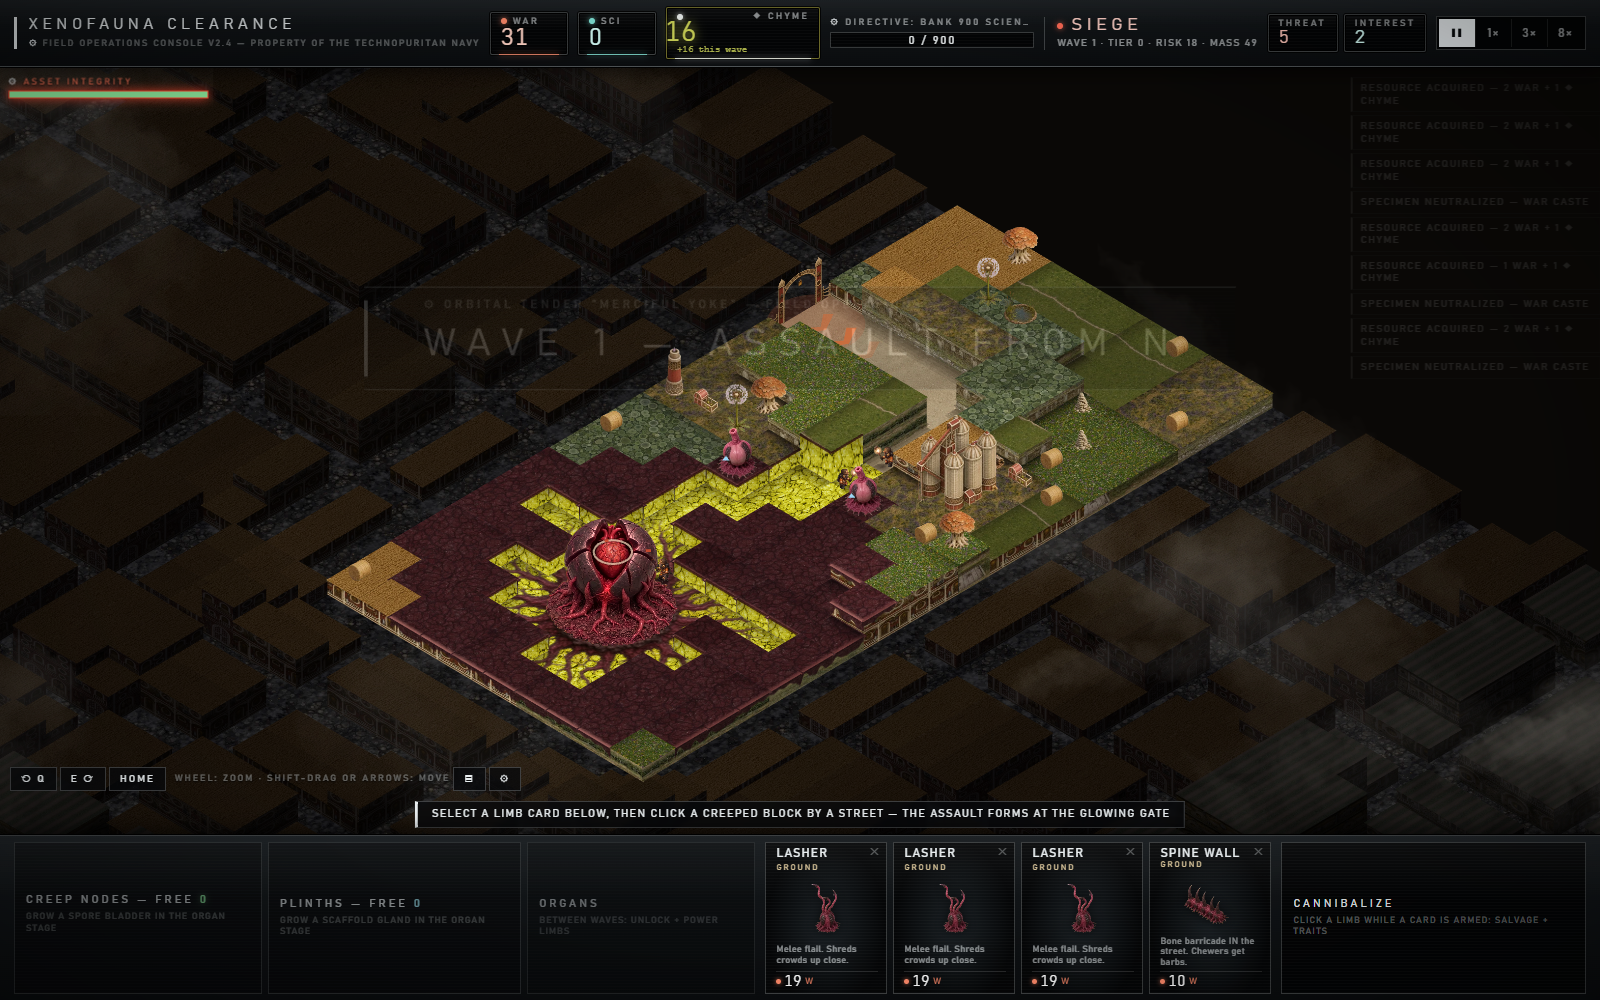 XENOFAUNA CLEARANCE
FIELD OPERATIONS CONSOLE V2.4 — PROPERTY OF THE TECHNOPURITAN NAVY
WAR
31
SCI
0
CHYME
16
+16 this wave
DIRECTIVE: BANK 900 SCIEN…
0 / 900
SIEGE
WAVE 1 · TIER 0 · RISK 18 · MASS 49
THREAT
5
INTEREST
2
1×
3×
8×
ASSET INTEGRITY
RESOURCE ACQUIRED — 2 WAR + 1 ◆
CHYME
RESOURCE ACQUIRED — 2 WAR + 1 ◆
CHYME
RESOURCE ACQUIRED — 2 WAR + 1 ◆
CHYME
SPECIMEN NEUTRALIZED — WAR CASTE
RESOURCE ACQUIRED — 2 WAR + 1 ◆
CHYME
RESOURCE ACQUIRED — 1 WAR + 1 ◆
CHYME
SPECIMEN NEUTRALIZED — WAR CASTE
RESOURCE ACQUIRED — 2 WAR + 1 ◆
CHYME
SPECIMEN NEUTRALIZED — WAR CASTE
ORBITAL TENDER "MERCIFUL YOKE" —
WAVE 1 — ASSAULT FROM N
Q
E
HOME
WHEEL: ZOOM · SHIFT-DRAG OR ARROWS: MOVE
SELECT A LIMB CARD BELOW, THEN CLICK A CREEPED BLOCK BY A STREET — THE ASSAULT FORMS AT THE GLOWING GATE
CREEP NODES — FREE 0
GROW A SPORE BLADDER IN THE ORGAN
STAGE
PLINTHS — FREE 0
GROW A SCAFFOLD GLAND IN THE ORGAN
STAGE
ORGANS
BETWEEN WAVES: UNLOCK + POWER
LIMBS
LASHER
GROUND
Melee flail. Shreds
crowds up close.
19 W
LASHER
GROUND
Melee flail. Shreds
crowds up close.
19 W
LASHER
GROUND
Melee flail. Shreds
crowds up close.
19 W
SPINE WALL
GROUND
Bone barricade IN the
street. Chewers get
barbs.
10 W
CANNIBALIZE
CLICK A LIMB WHILE A CARD IS ARMED: SALVAGE +
TRAITS